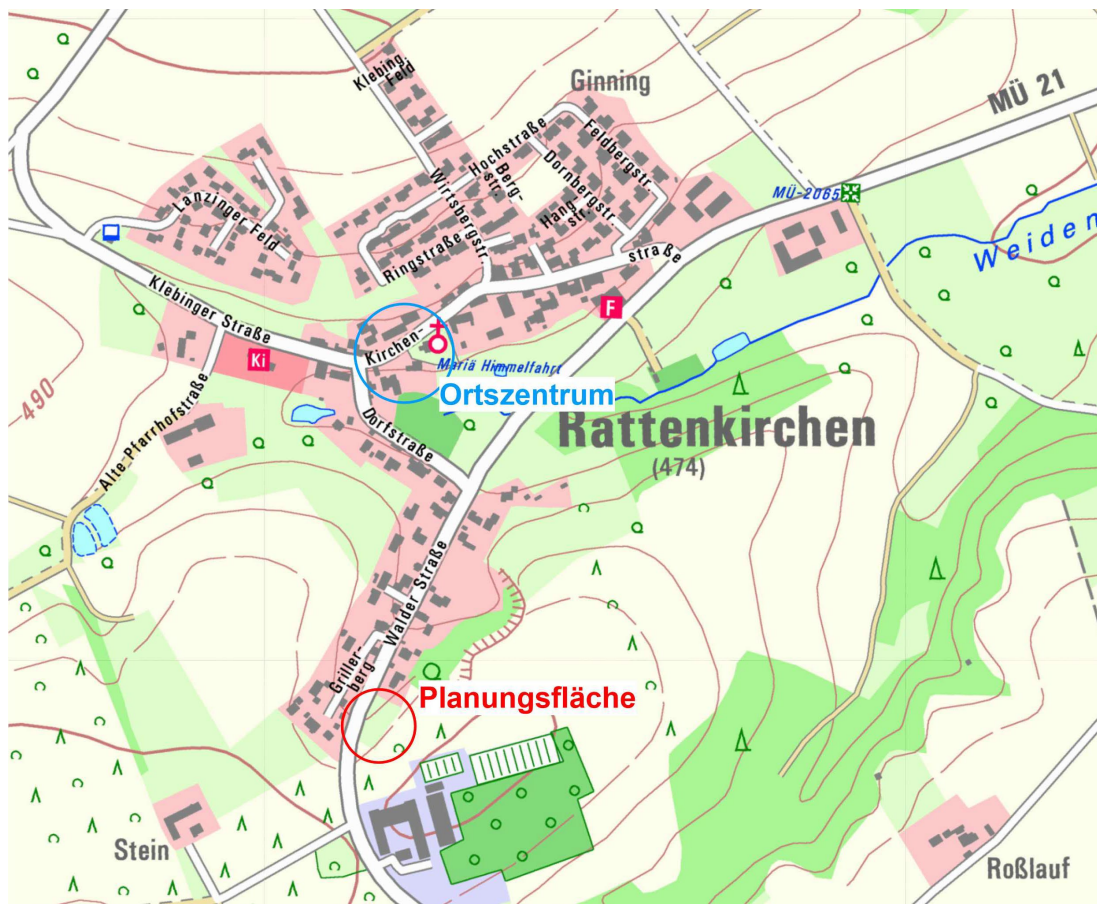 Klebing
Feld
Ginning
MÜ 21
Hochstraße
Feldbergstr.
Berg-
str.
Dornbergstr.
Wirlsbergstr.
Hang-
str.
MÜ-2065
Lanzinger Feld
Ringstraße
straße
Weiden
Klebinger Straße
F
Kirchen-
Ki
Mariä Himmelfahrt
Ortszentrum
490
Alte Pfarrhofstraße
Dorfstraße
Rattenkirchen
(474)
Walder Straße
Griller-
berg
Planungsfläche
Stein
Roßlauf